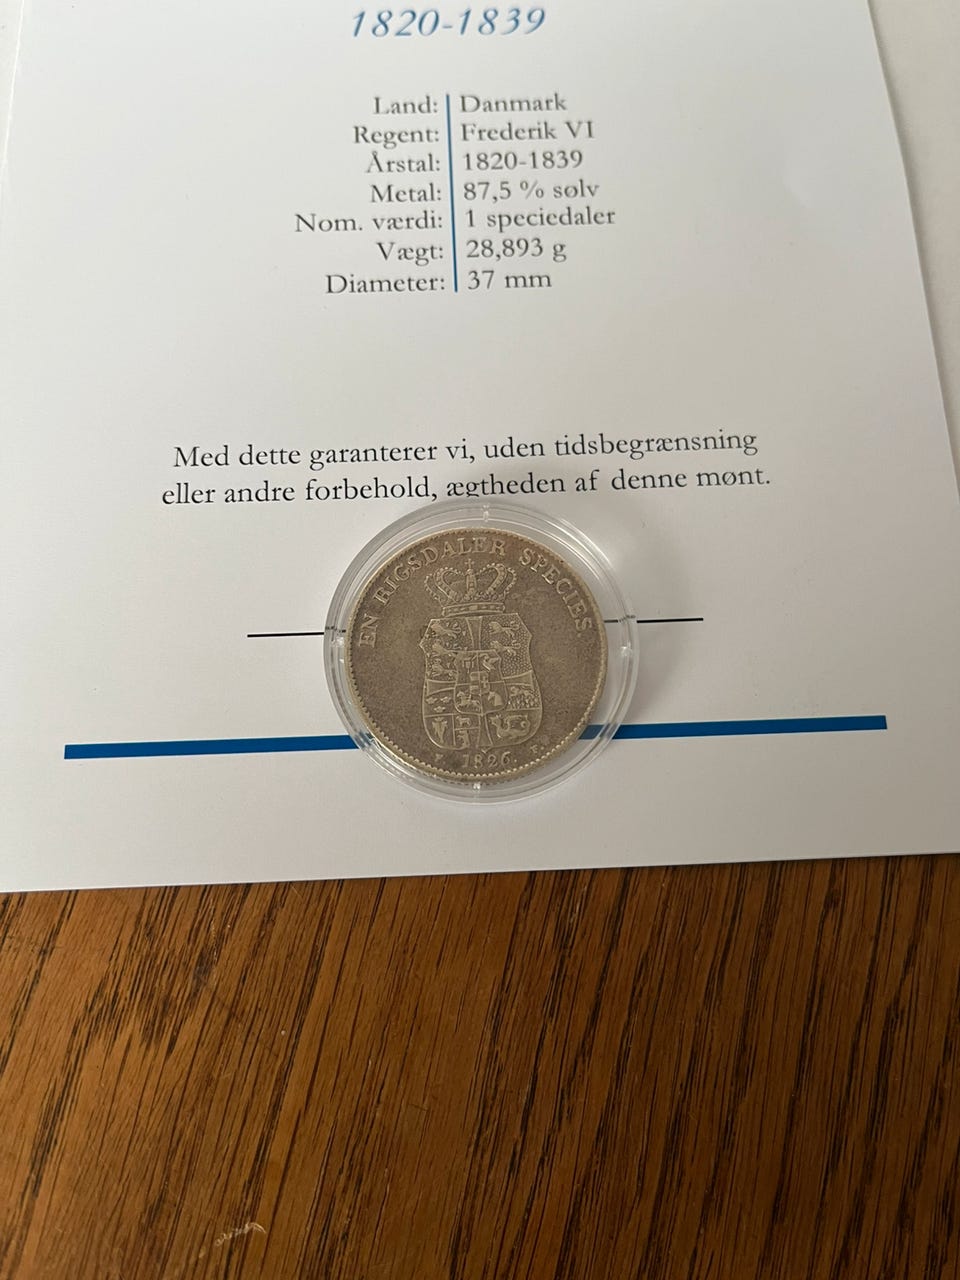 1820-1839
Land: Danmark
Regent: Frederik VI
Årstal: 1820-1839
Metal: 87,5 % sølv
Nom. værdi: 1 speciedaler
Vægt: 28,893 g
Diameter: 37 mm
Med dette garanterer vi, uden tidsbegrænsning
eller andre forbehold, ægtheden af denne mønt.
EN RIGSDALER SPECIES.
F 1826. F.